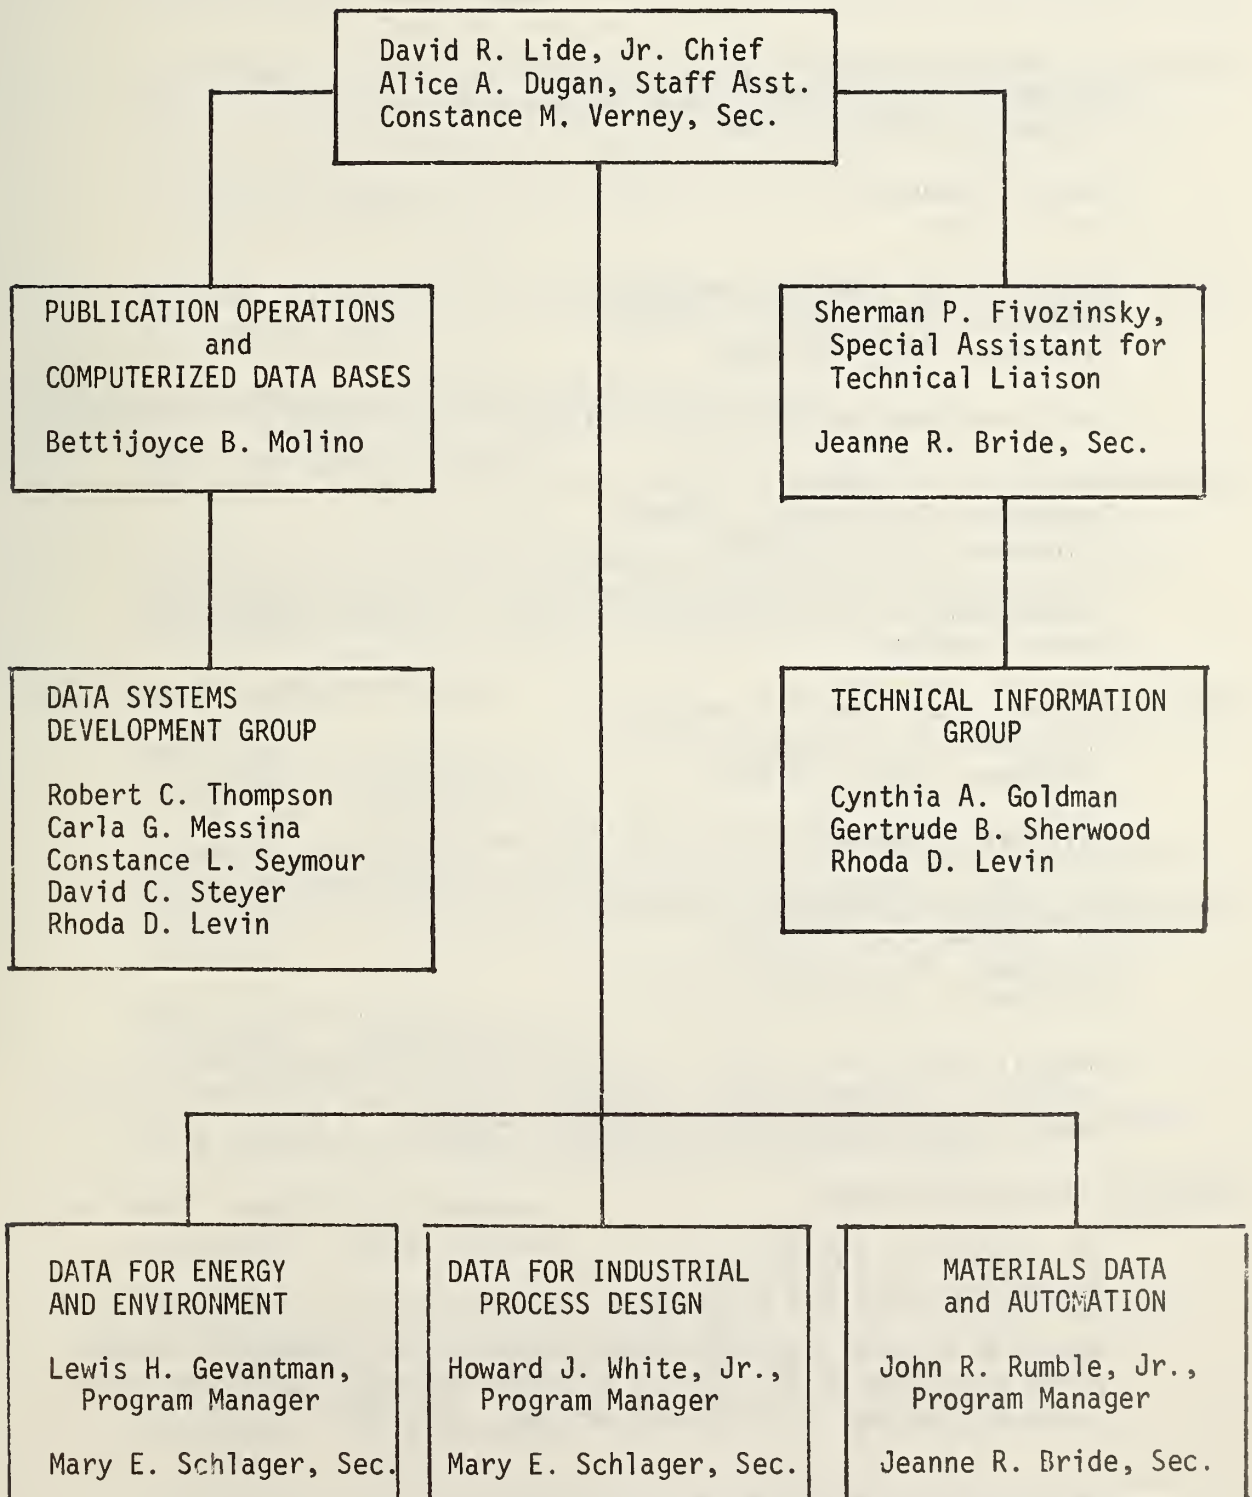 David R. Lide, Jr. Chief
Alice A. Dugan, Staff Asst.
Constance M. Verney, Sec.
PUBLICATION OPERATIONS
and
COMPUTERIZED DATA BASES
Bettijoyce B. Molino
Sherman P. Fivozinsky,
Special Assistant for
Technical Liaison
Jeanne R. Bride, Sec.
DATA SYSTEMS
DEVELOPMENT GROUP
Robert C. Thompson
Carla G. Messina
Constance L. Seymour
David C. Steyer
Rhoda D. Levin
TECHNICAL INFORMATION
GROUP
Cynthia A. Goldman
Gertrude B. Sherwood
Rhoda D. Levin
DATA FOR ENERGY
AND ENVIRONMENT
Lewis H. Gevantman,
Program Manager
Mary E. Schlager, Sec.
DATA FOR INDUSTRIAL
PROCESS DESIGN
Howard J. White, Jr.,
Program Manager
Mary E. Schlager, Sec.
MATERIALS DATA
and AUTOMATION
John R. Rumble, Jr.,
Program Manager
Jeanne R. Bride, Sec.